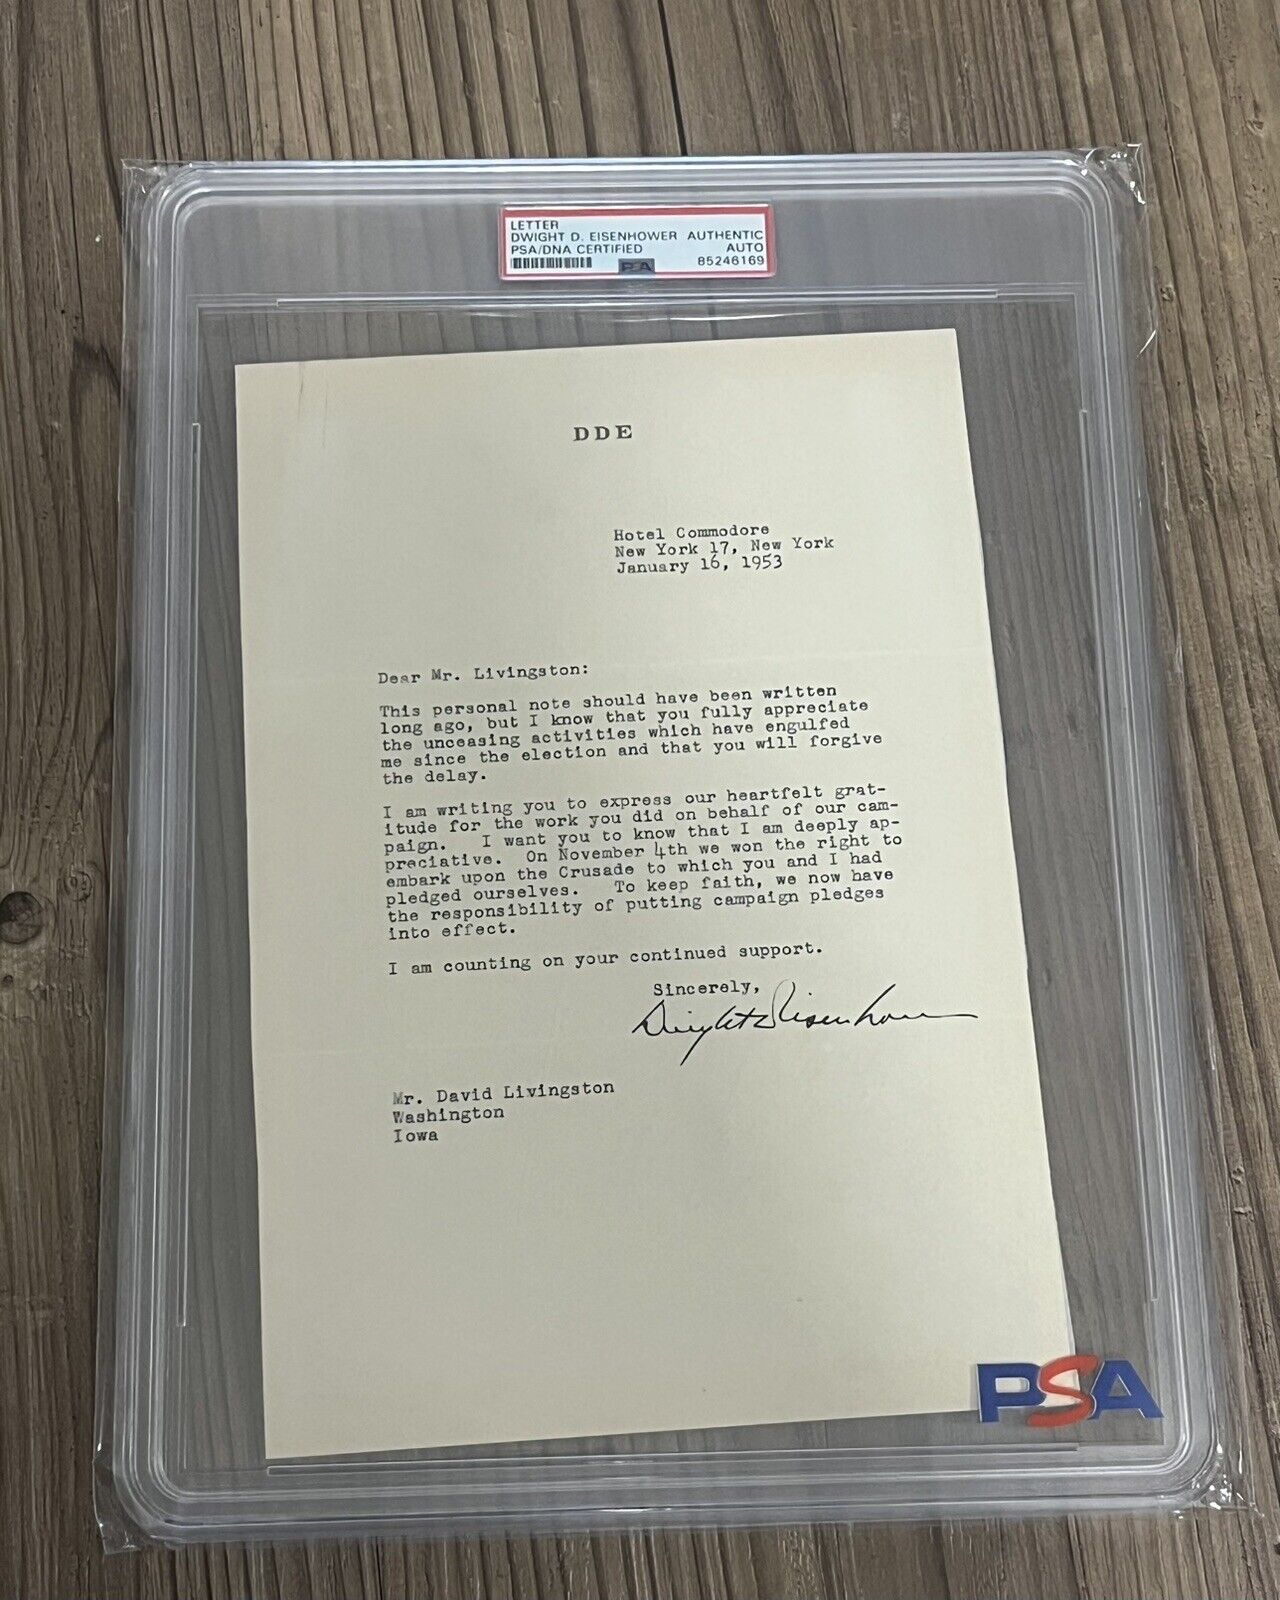 LETTER
DWIGHT D. EISENHOWER AUTHENTIC
PSA/DNA CERTIFIED AUTO
PSA 85246169
DDE
Hotel Commodore
New York 17, New York
January 16, 1953
Dear Mr. Livingston:
This personal note should have been written
long ago, but I know that you fully appreciate
the unceasing activities which have engulfed
me since the election and that you will forgive
the delay.
I am writing you to express our heartfelt grat-
itude for the work you did on behalf of our cam-
paign. I want you to know that I am deeply ap-
preciative. On November 4th we won the right to
embark upon the Crusade to which you and I had
pledged ourselves. To keep faith, we now have
the responsibility of putting campaign pledges
into effect.
I am counting on your continued support.
Sincerely,
Dwight D Eisenhower
Mr. David Livingston
Washington
Iowa
PSA